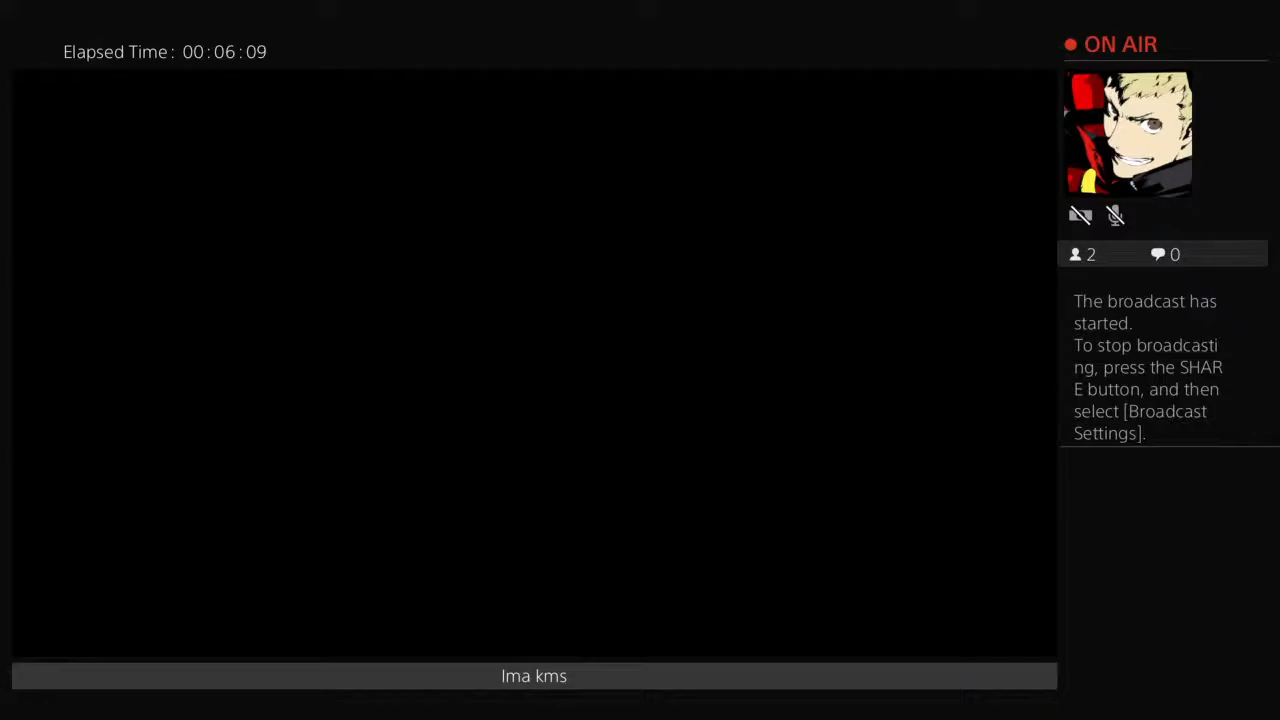 Elapsed Time: 00:06:09
ON AIR
2 0
The broadcast has
started.
To stop broadcasti
ng, press the SHAR
E button, and then
select [Broadcast
Settings].
Ima kms